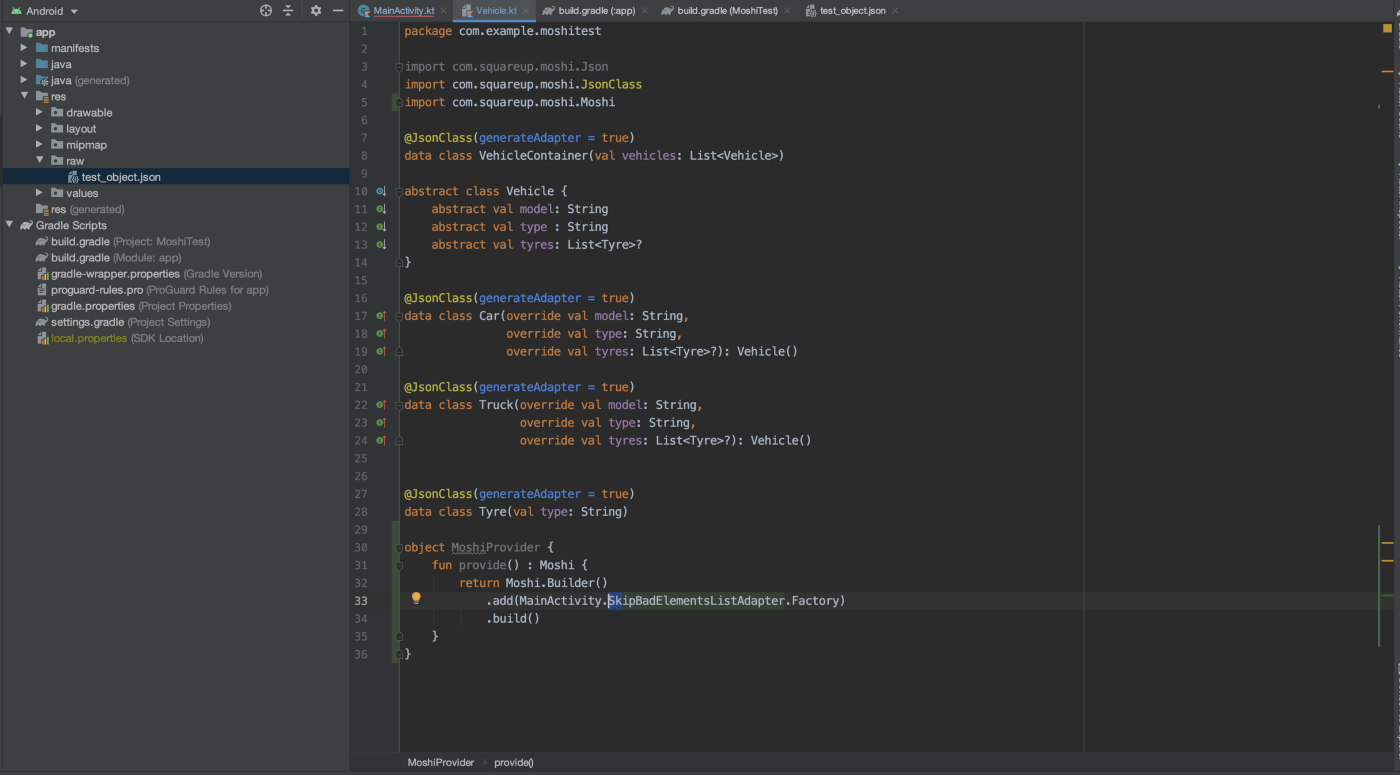 Android
app
manifests
java
java (generated)
res
drawable
layout
mipmap
raw
test_object.json
values
res (generated)
Gradle Scripts
build.gradle (Project: MoshiTest)
build.gradle (Module: app)
gradle-wrapper.properties (Gradle Version)
proguard-rules.pro (ProGuard Rules for app)
gradle.properties (Project Properties)
settings.gradle (Project Settings)
local.properties (SDK Location)
MainActivity.kt Vehicle.kt build.gradle (:app) build.gradle (MoshiTest) test_object.json
1 package com.example.moshitest
2
3 import com.squareup.moshi.Json
4 import com.squareup.moshi.JsonClass
5 import com.squareup.moshi.Moshi
6
7 @JsonClass(generateAdapter = true)
8 data class VehicleContainer(val vehicles: List<Vehicle>)
9
10 abstract class Vehicle {
11 abstract val model: String
12 abstract val type : String
13 abstract val tyres: List<Tyre>?
14 }
15
16 @JsonClass(generateAdapter = true)
17 data class Car(override val model: String,
18 override val type: String,
19 override val tyres: List<Tyre>?): Vehicle()
20
21 @JsonClass(generateAdapter = true)
22 data class Truck(override val model: String,
23 override val type: String,
24 override val tyres: List<Tyre>?): Vehicle()
25
26
27 @JsonClass(generateAdapter = true)
28 data class Tyre(val type: String)
29
30 object MoshiProvider {
31 fun provide() : Moshi {
32 return Moshi.Builder()
33 .add(MainActivity.SkipBadElementsListAdapter.Factory)
34 .build()
35 }
36 }
MoshiProvider › provide()